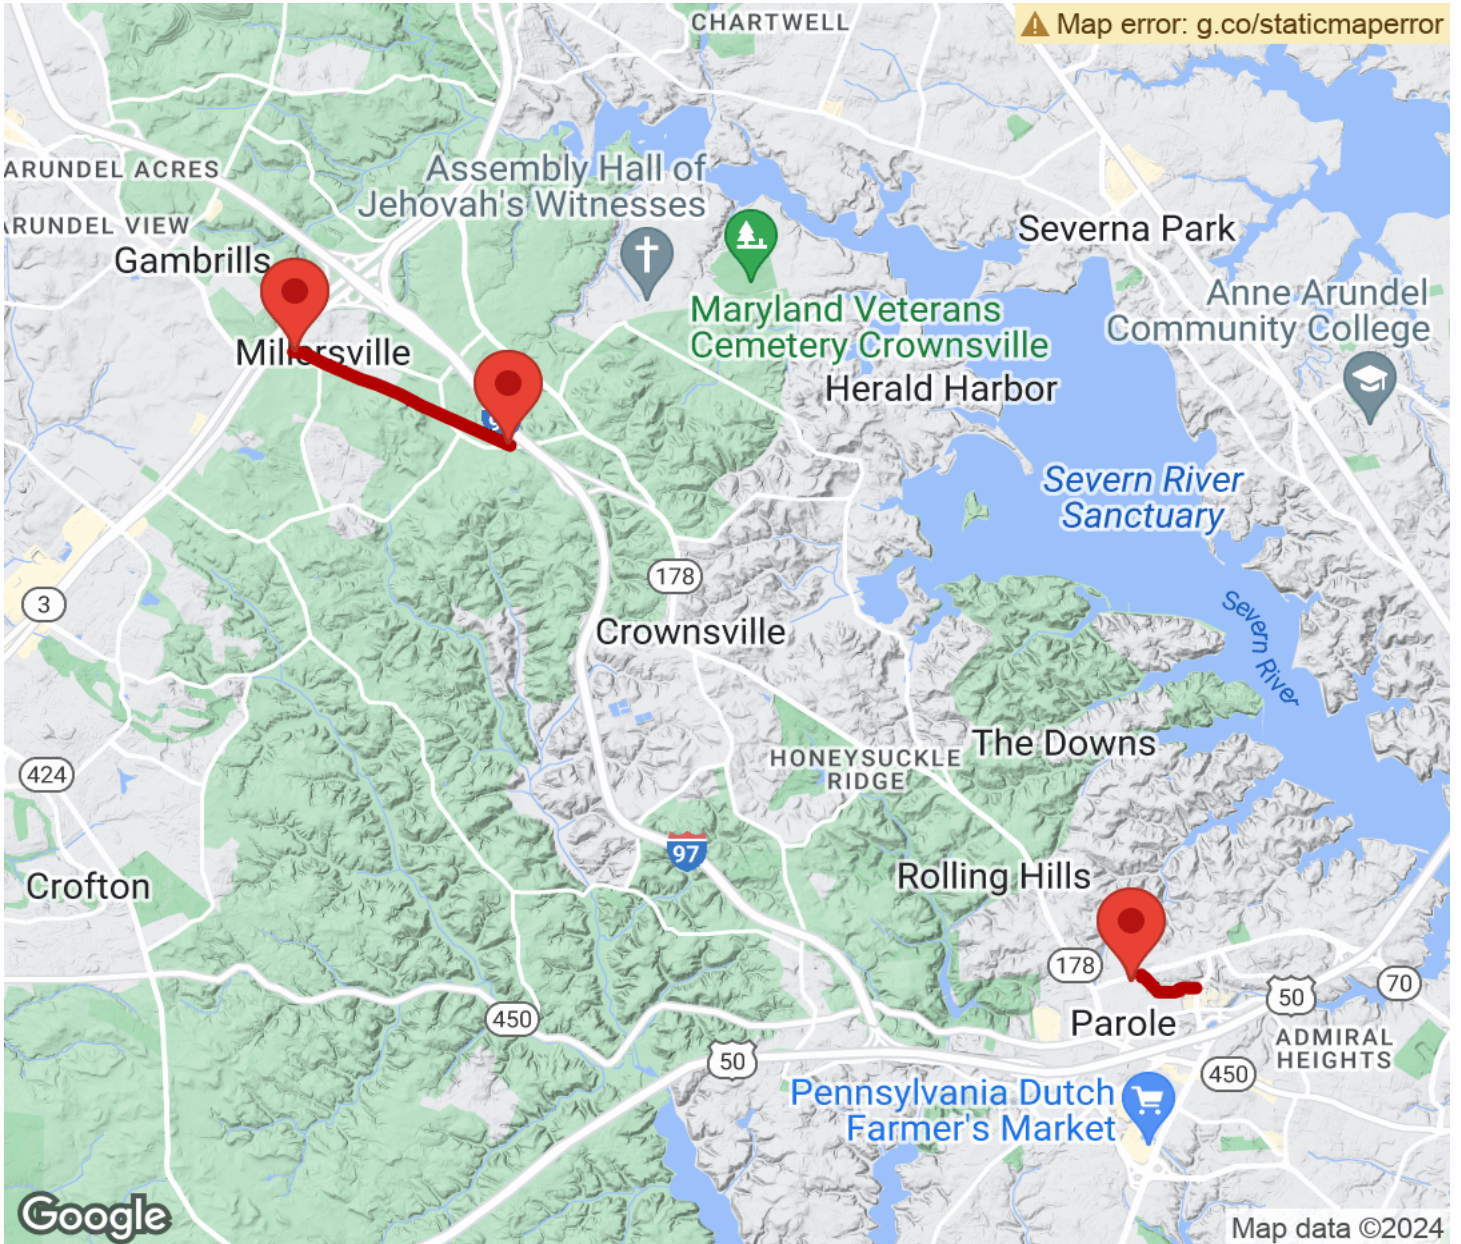 CHARTWELL
Map error: g.co/staticmaperror
ARUNDEL ACRES
Assembly Hall of
Jehovah's Witnesses
ARUNDEL VIEW
Severna Park
Gambrills
Anne Arundel
Community College
Maryland Veterans
Cemetery Crownsville
Millersville
Herald Harbor
Severn River
Sanctuary
178
3
Severn River
Crownsville
The Downs
HONEYSUCKLE
RIDGE
424
97
Rolling Hills
Crofton
178
70
50
450
Parole
ADMIRAL
HEIGHTS
50
450
Pennsylvania Dutch
Farmer's Market
Google
Map data ©2024